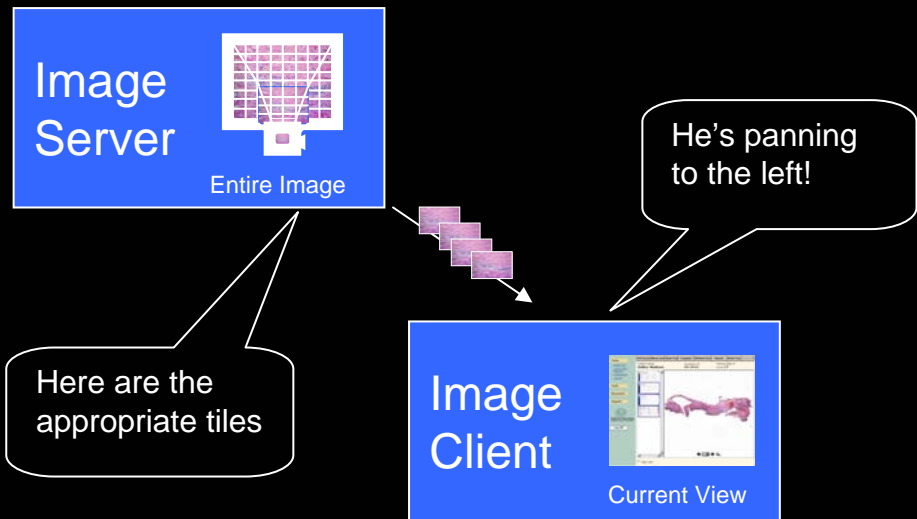 Image
Server
Entire Image
He's panning
to the left!
Here are the
appropriate tiles
Image
Client
Current View